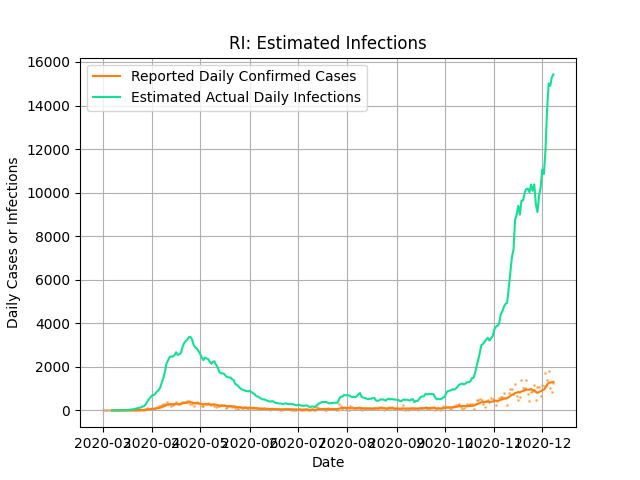 RI: Estimated Infections
Reported Daily Confirmed Cases
Estimated Actual Daily Infections
16000
14000
12000
10000
8000
6000
4000
2000
0
Daily Cases or Infections
2020-03 2020-04 2020-05 2020-06 2020-07 2020-08 2020-09 2020-10 2020-11 2020-12
Date